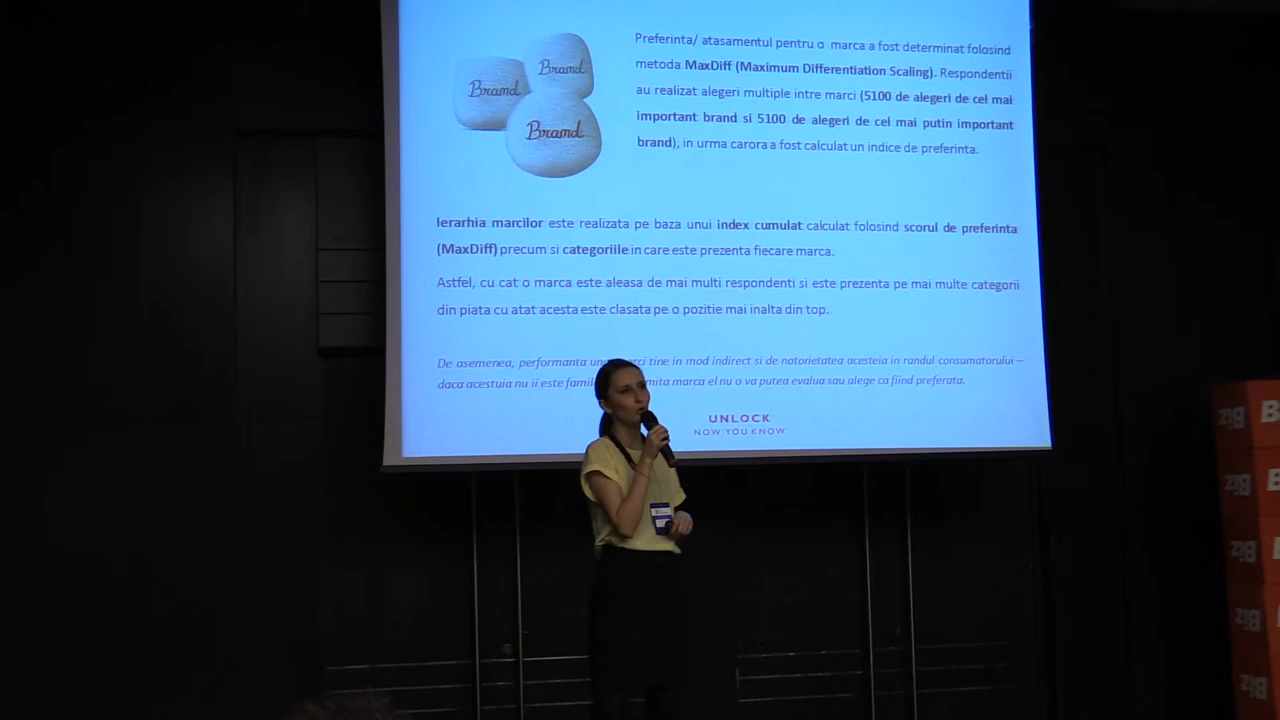 Brand
Brand
Brand
Preferinta/ atasamentul pentru o marca a fost determinat folosind
metoda MaxDiff (Maximum Differentiation Scaling). Respondentii
au realizat alegeri multiple intre marci (5100 de alegeri de cel mai
important brand si 5100 de alegeri de cel mai putin important
brand), in urma carora a fost calculat un indice de preferinta.
Ierarhia marcilor este realizata pe baza unui index cumulat calculat folosind scorul de preferinta
(MaxDiff) precum si categoriile in care este prezenta fiecare marca.
Astfel, cu cat o marca este aleasa de mai multi respondenti si este prezenta pe mai multe categorii
din piata cu atat acesta este clasata pe o pozitie mai inalta din top.
De asemenea, performanta tine in mod indirect si de notorietatea acesteia in randul consumatorului –
daca acestuia nu ii este marca el nu o va putea evalua sau alege ca fiind preferata.
UNLOCK
NOW YOU KNOW
Biz
Biz
Biz
Biz
Biz